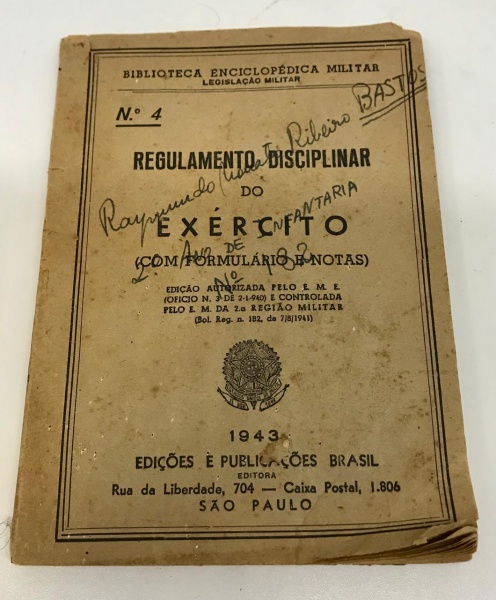 BIBLIOTECA ENCICLOPÉDICA MILITAR
LEGISLAÇÃO MILITAR
N.º 4
Raymundo Ribeiro BASTOS
REGULAMENTO DISCIPLINAR
DO
EXÉRCITO
2º ANO DE INFANTARIA
(COM FORMULÁRIO E NOTAS)
Nº 182
EDIÇÃO AUTORIZADA PELO E. M. E.
(OFICIO N. 3 DE 2-1-940) E CONTROLADA
PELO E. M. DA 2.a REGIÃO MILITAR
(Bol. Reg. n. 182, de 7/8/1941)
1943
EDIÇÕES E PUBLICAÇÕES BRASIL
EDITORA
Rua da Liberdade, 704 — Caixa Postal, 1.806
SÃO PAULO